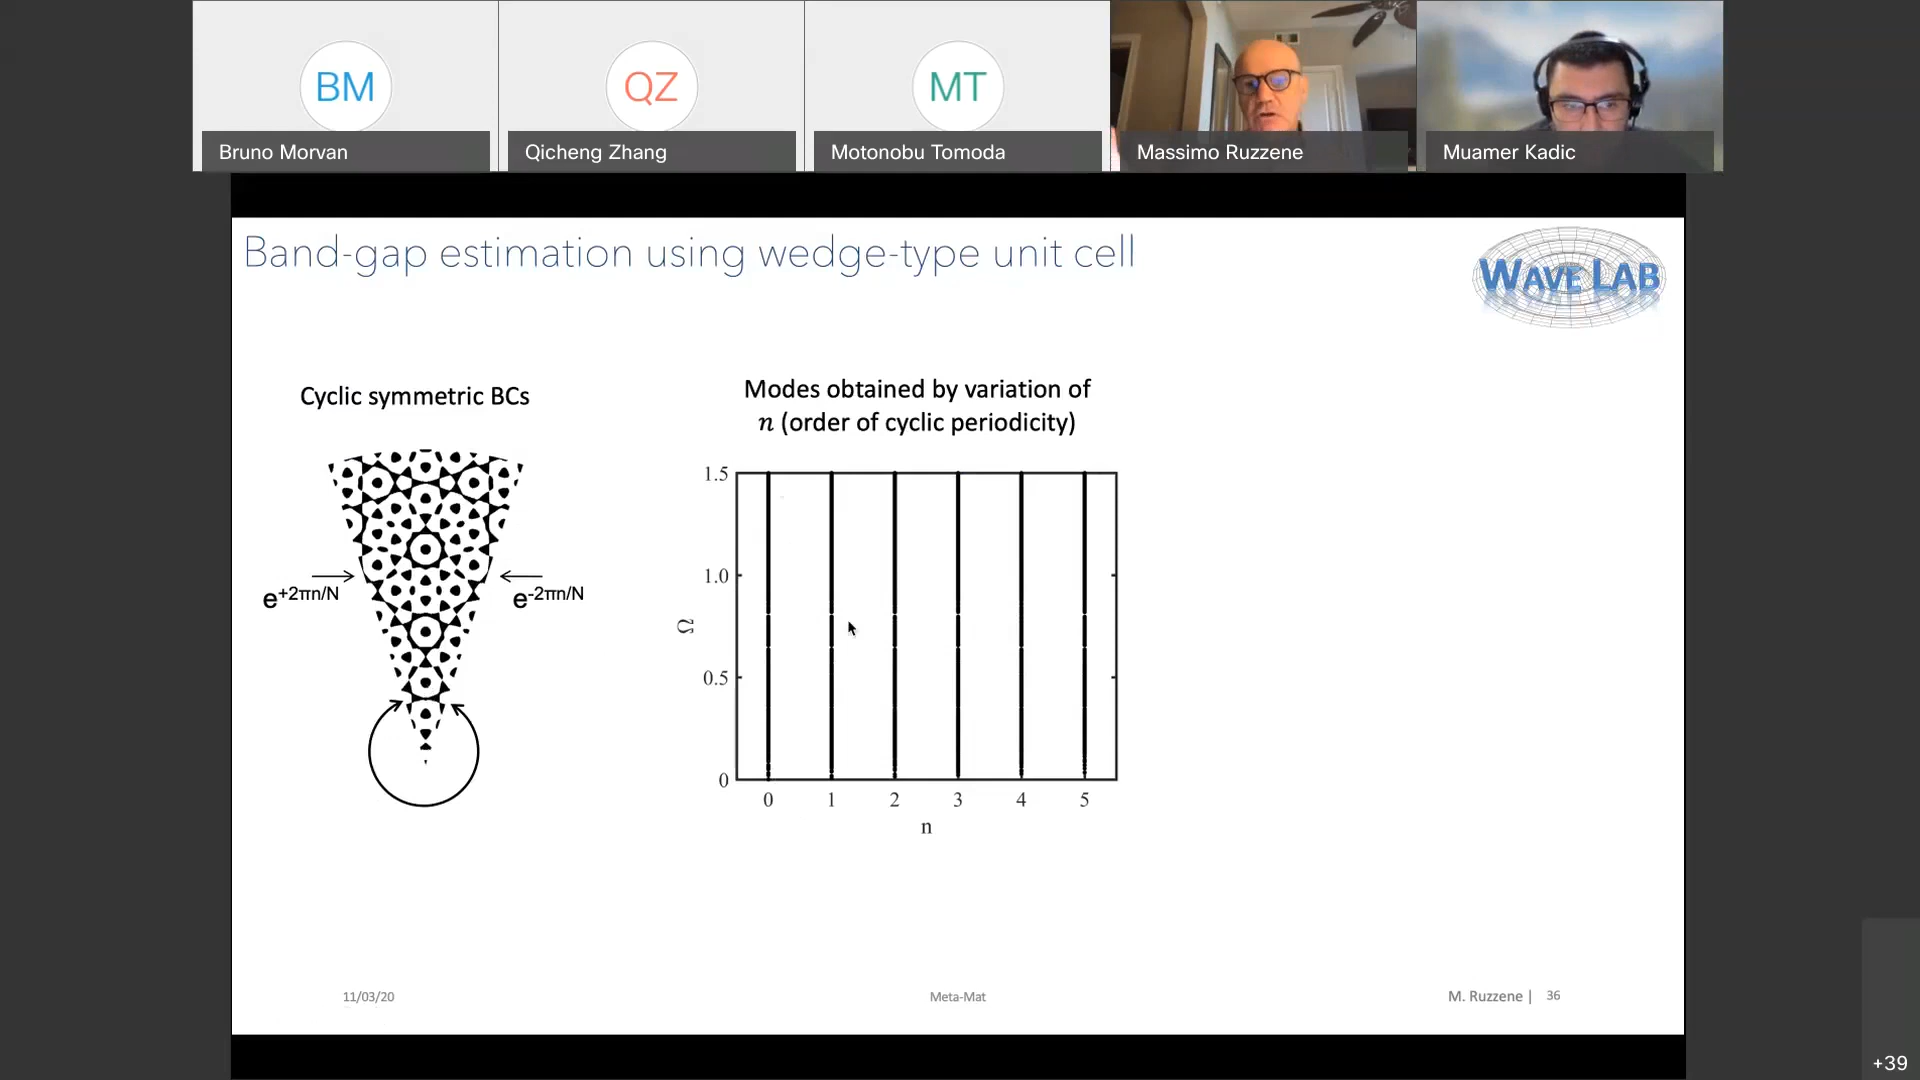 BM
QZ
MT
Bruno Morvan
Qicheng Zhang
Motonobu Tomoda
Massimo Ruzzene
Muamer Kadic
Band-gap estimation using wedge-type unit cell
WAVE LAB
Cyclic symmetric BCs
e+2πn/N
e-2πn/N
Modes obtained by variation of
n (order of cyclic periodicity)
1.5
1.0
0.5
0
Ω
0 1 2 3 4 5
n
11/03/20
Meta-Mat
M. Ruzzene | 36
+39